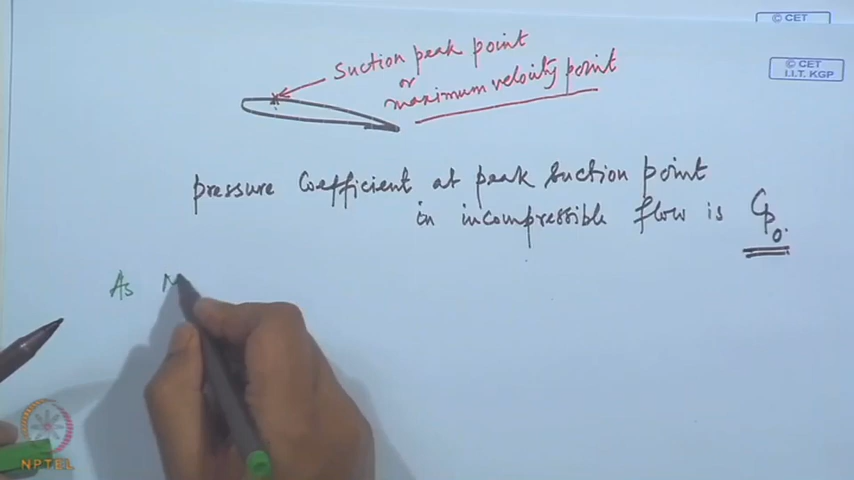 © CET
© CET
I.I.T. KGP
Suction peak point
or
maximum velocity point
pressure Coefficient at peak suction point
in incompressible flow is Cp0.
As M
NPTEL